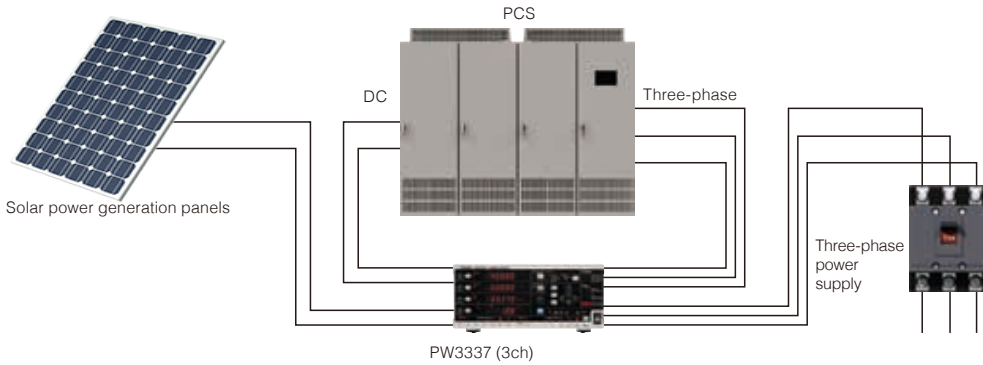 PCS
DC
Three-phase
Solar power generation panels
Three-phase
power
supply
PW3337 (3ch)